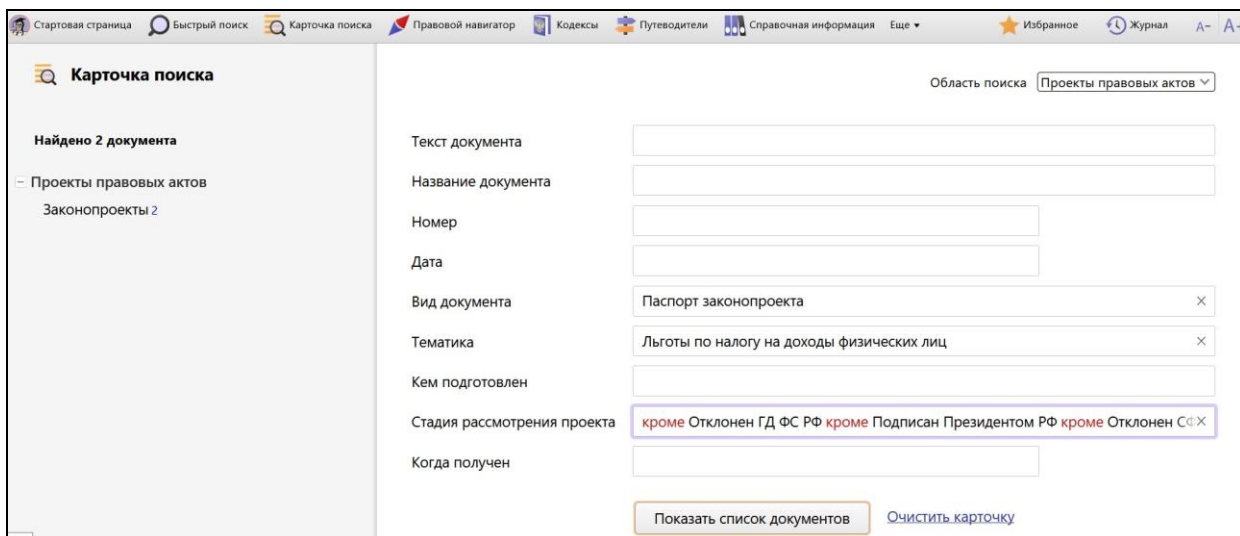 Стартовая страница Быстрый поиск Карточка поиска Правовой навигатор Кодексы Путеводители Справочная информация Еще Избранное Журнал A− A
Карточка поиска
Область поиска Проекты правовых актов
Найдено 2 документа
Текст документа
Проекты правовых актов
Название документа
Законопроекты 2
Номер
Дата
Вид документа Паспорт законопроекта
Тематика Льготы по налогу на доходы физических лиц
Кем подготовлен
Стадия рассмотрения проекта кроме Отклонен ГД ФС РФ кроме Подписан Президентом РФ кроме Отклонен СФ
Когда получен
Показать список документов Очистить карточку